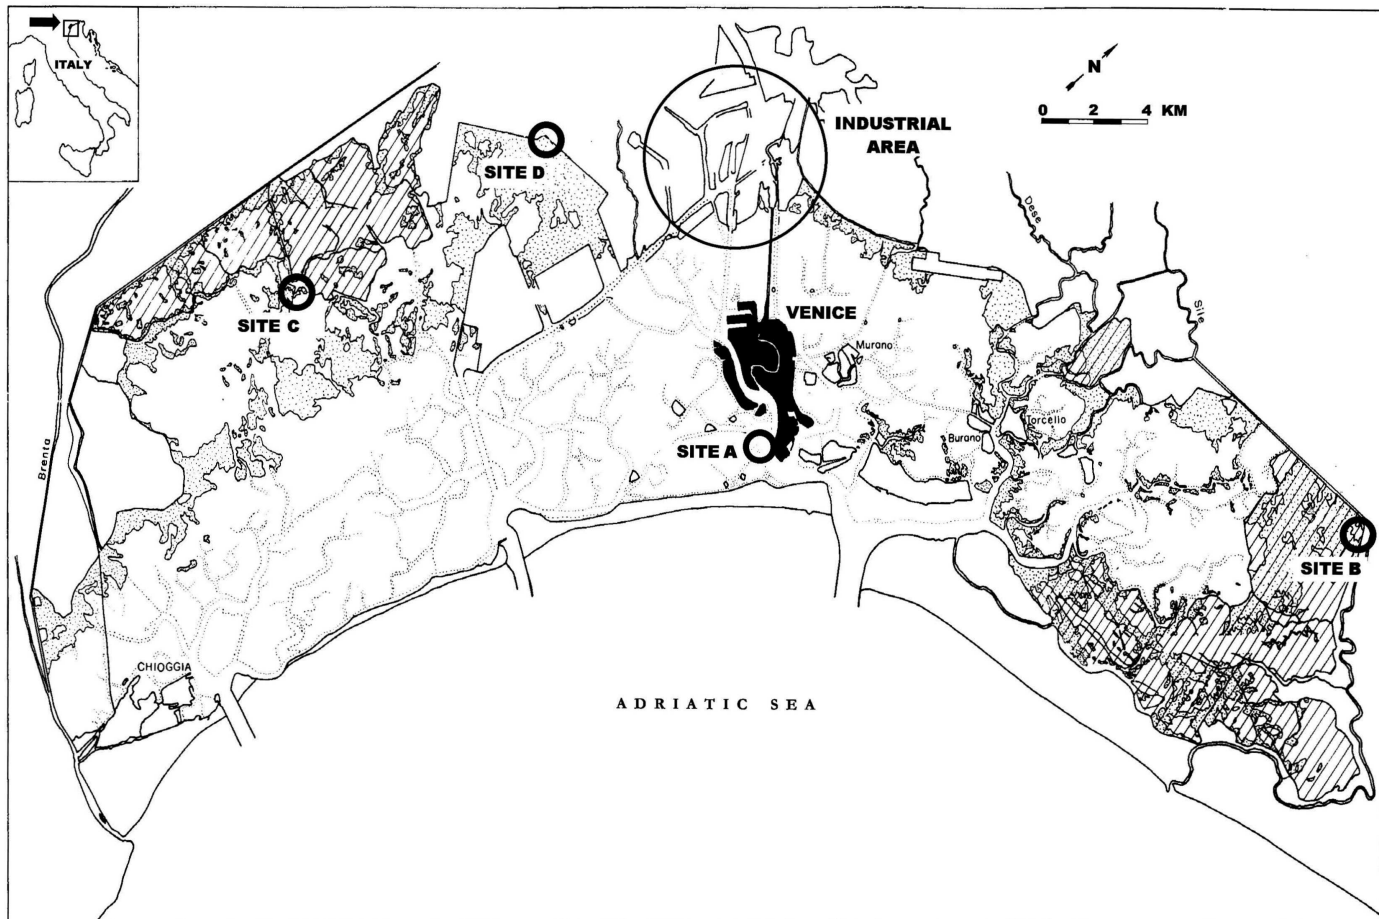 ITALY
N
0 2 4 KM
INDUSTRIAL
AREA
SITE D
Dese
Sile
SITE C
VENICE
Murano
Brenta
SITE A
Burano
Torcello
SITE B
CHIOGGIA
ADRIATIC SEA